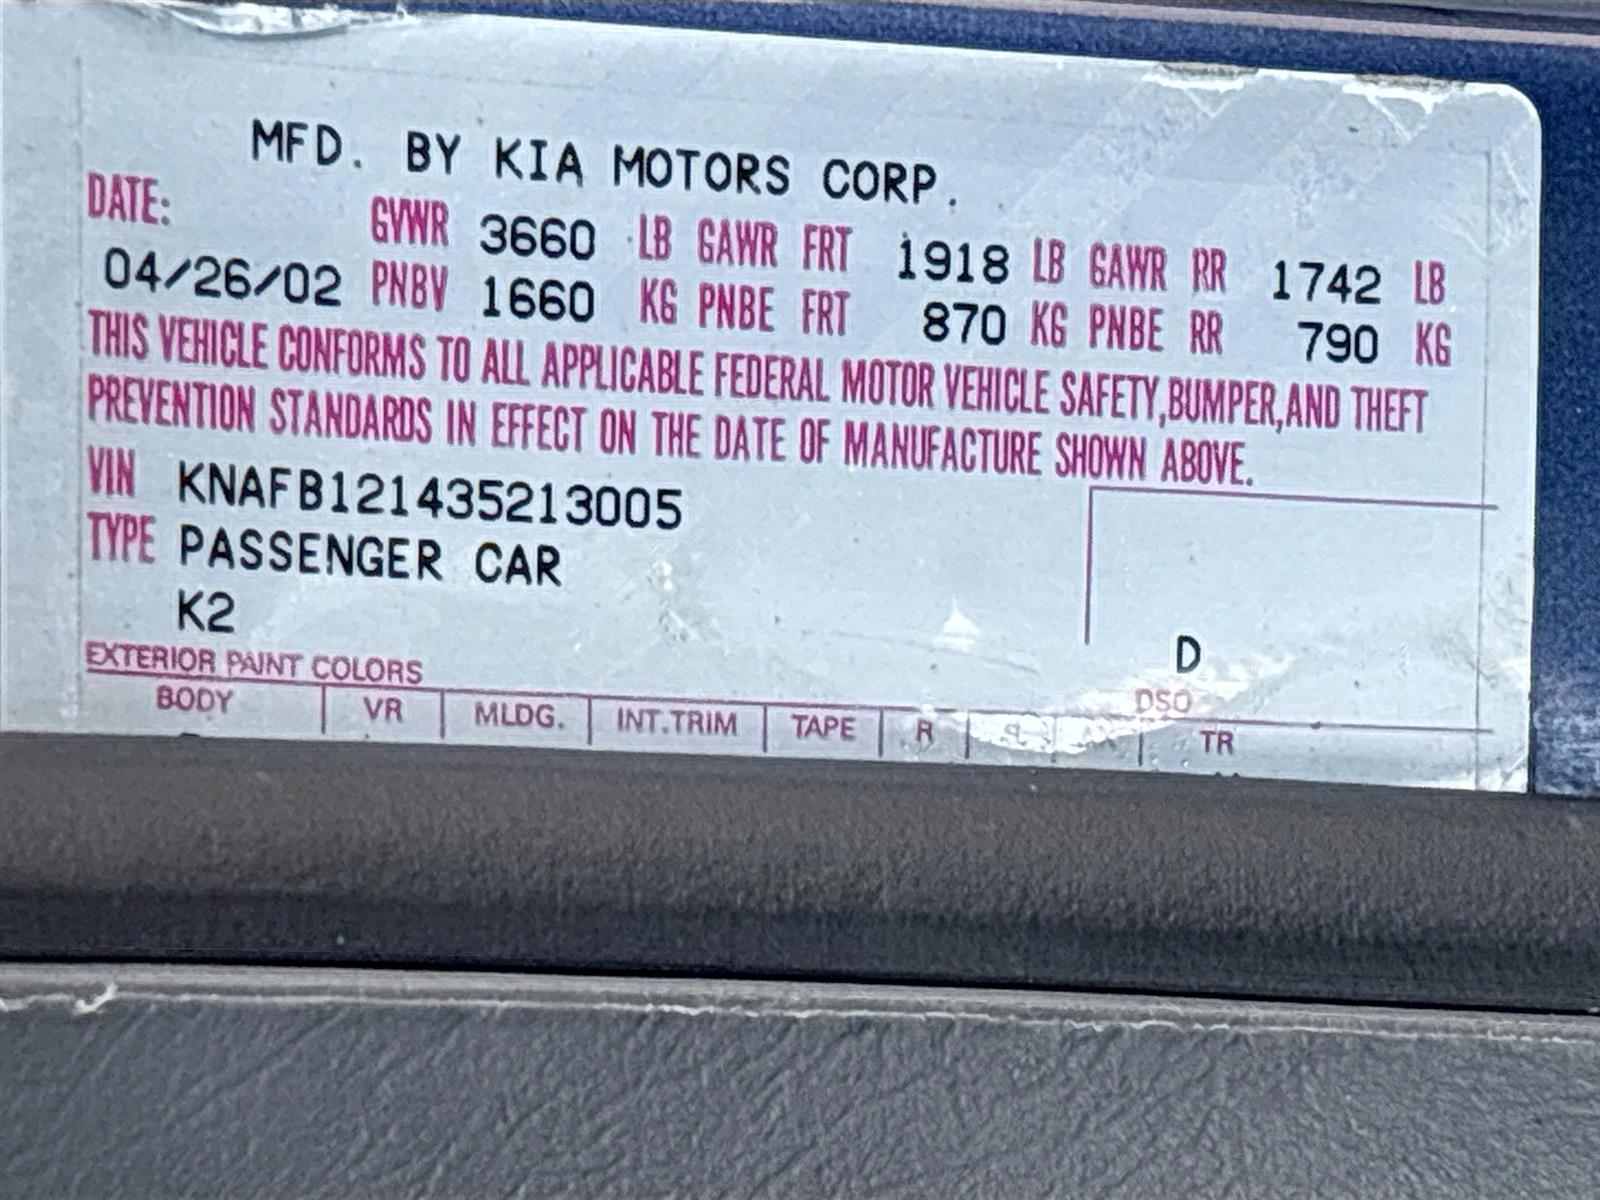 MFD. BY KIA MOTORS CORP.
DATE: GVWR 3660 LB GAWR FRT 1918 LB GAWR RR 1742 LB
04/26/02 PNBV 1660 KG PNBE FRT 870 KG PNBE RR 790 KG
THIS VEHICLE CONFORMS TO ALL APPLICABLE FEDERAL MOTOR VEHICLE SAFETY,BUMPER,AND THEFT
PREVENTION STANDARDS IN EFFECT ON THE DATE OF MANUFACTURE SHOWN ABOVE.
VIN KNAFB121435213005
TYPE PASSENGER CAR
K2
D
EXTERIOR PAINT COLORS DSO
BODY VR MLDG. INT.TRIM TAPE R TR